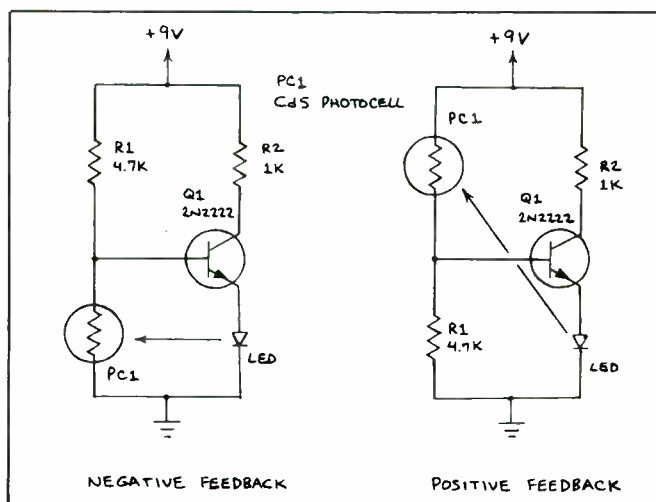 +9V
R1
4.7K
R2
1K
Q1
2N2222
PC1
LED
NEGATIVE FEEDBACK
PC1
CdS PHOTOCELL
+9V
PC1
R2
1K
Q1
2N2222
R1
4.7K
LED
POSITIVE FEEDBACK